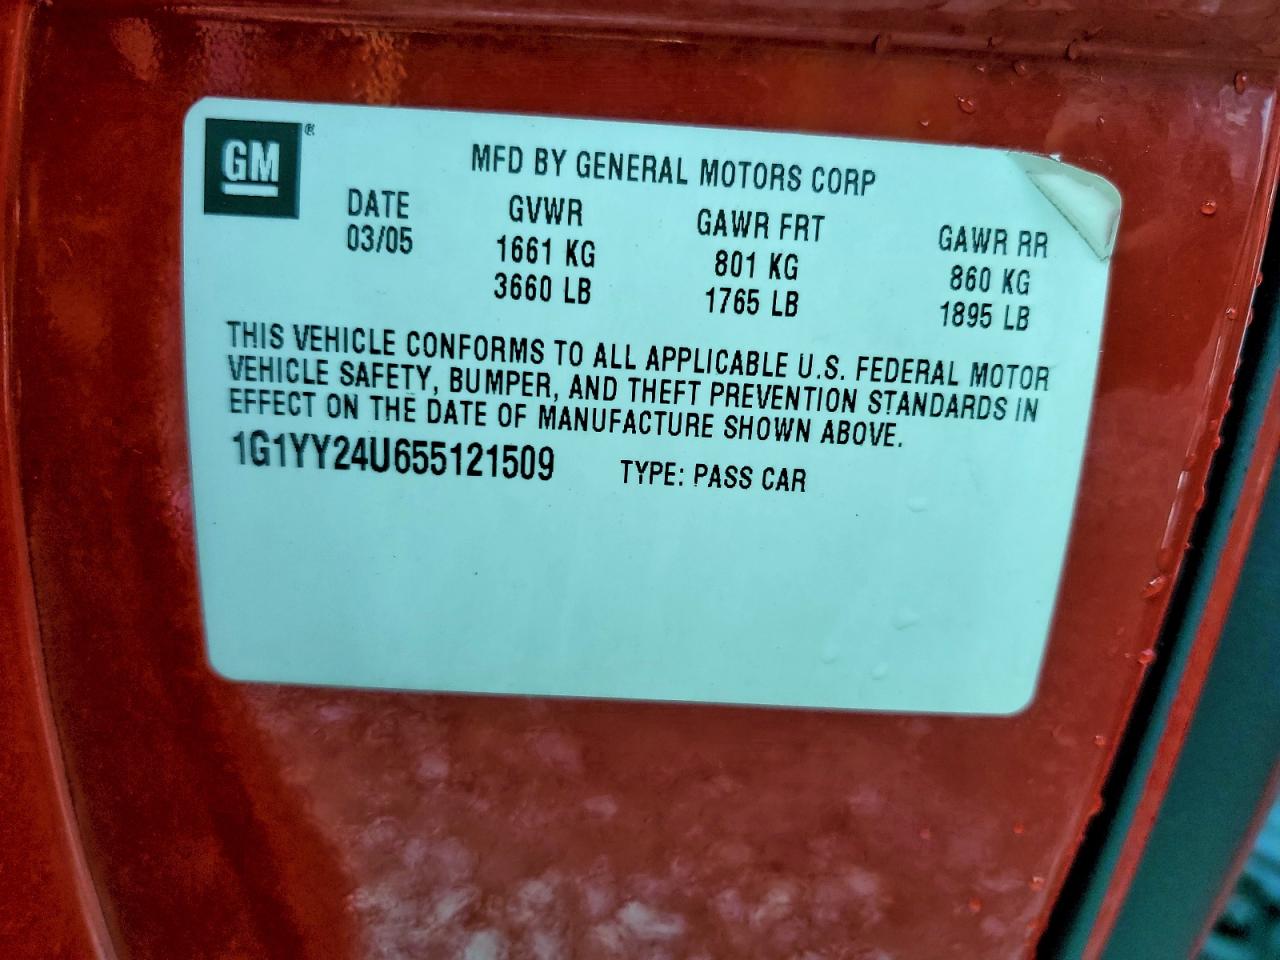 GM®
MFD BY GENERAL MOTORS CORP
DATE GVWR GAWR FRT GAWR RR
03/05 1661 KG 801 KG 860 KG
3660 LB 1765 LB 1895 LB
THIS VEHICLE CONFORMS TO ALL APPLICABLE U.S. FEDERAL MOTOR
VEHICLE SAFETY, BUMPER, AND THEFT PREVENTION STANDARDS IN
EFFECT ON THE DATE OF MANUFACTURE SHOWN ABOVE.
1G1YY24U655121509 TYPE: PASS CAR